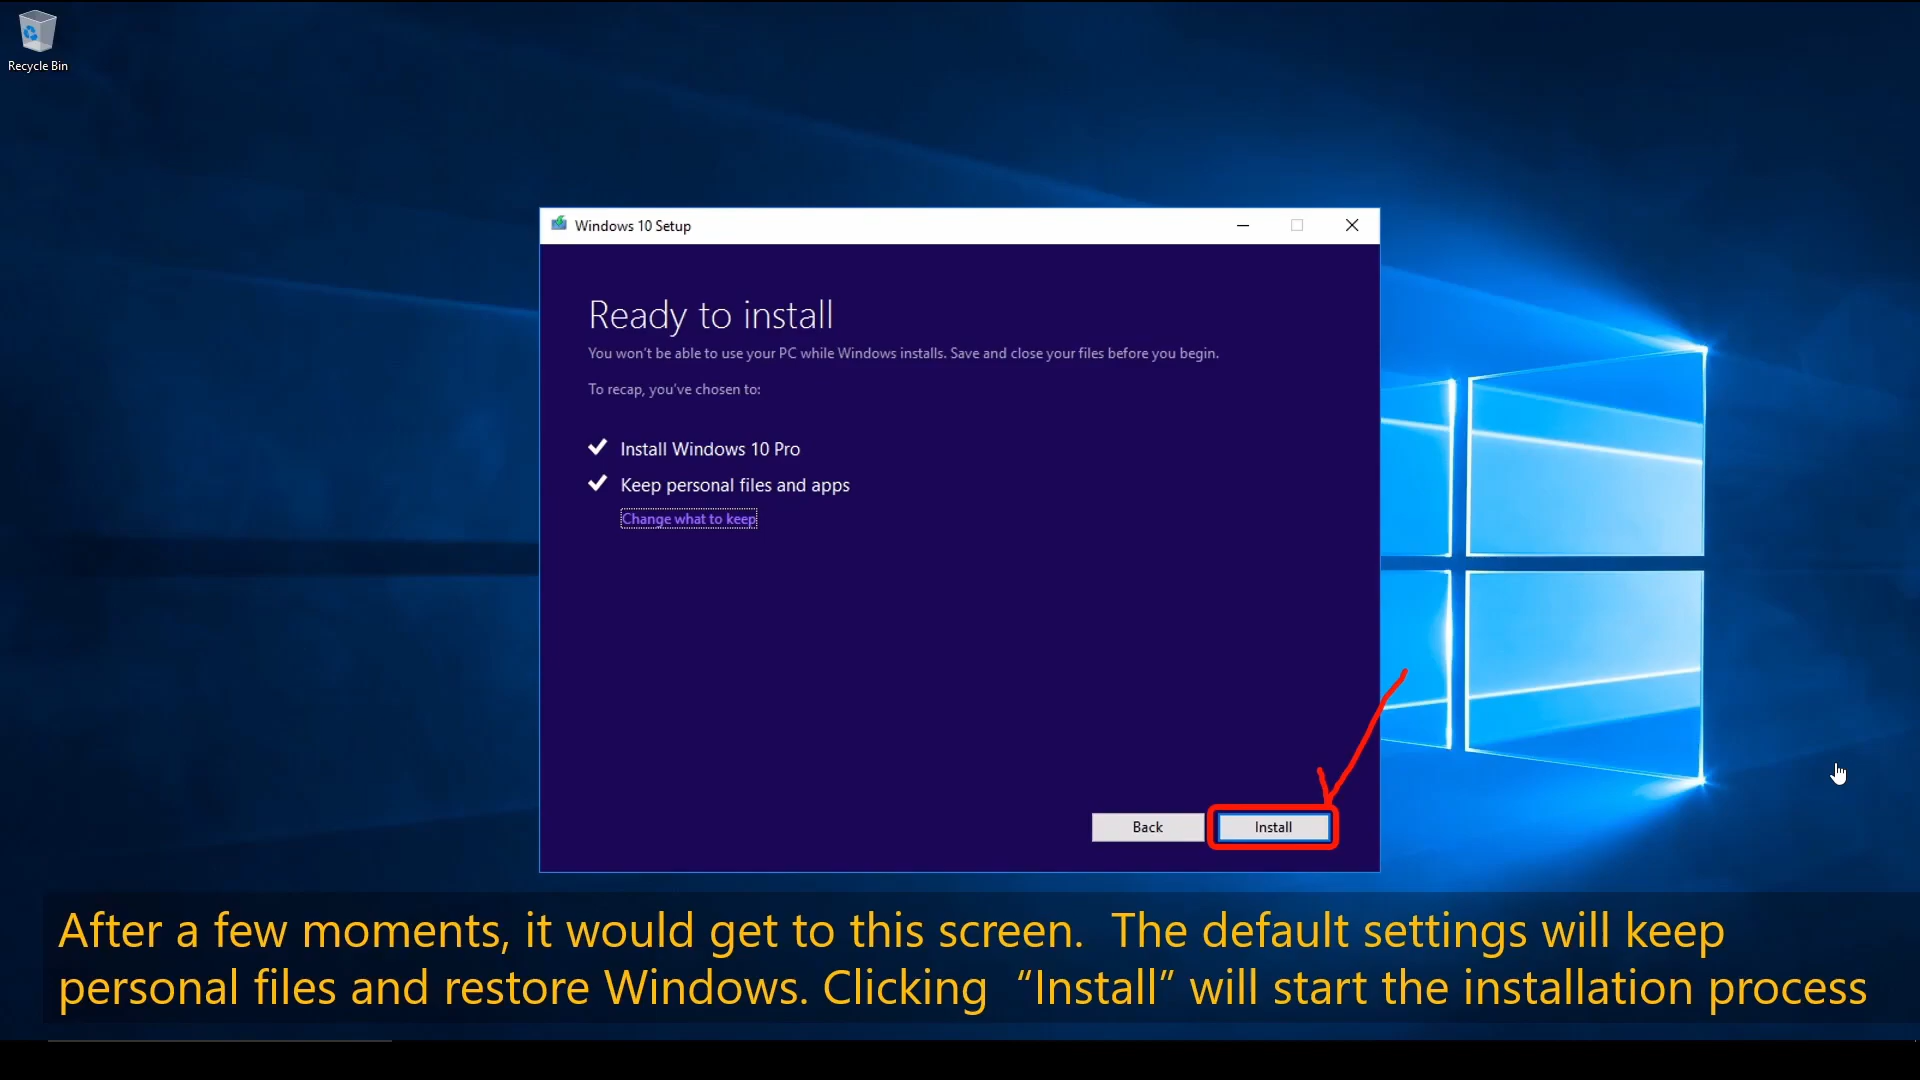 Recycle Bin
Windows 10 Setup
Ready to install
You won't be able to use your PC while Windows installs. Save and close your files before you begin.
To recap, you've chosen to:
Install Windows 10 Pro
Keep personal files and apps
Change what to keep
Back
Install
After a few moments, it would get to this screen. The default settings will keep
personal files and restore Windows. Clicking “Install” will start the installation process